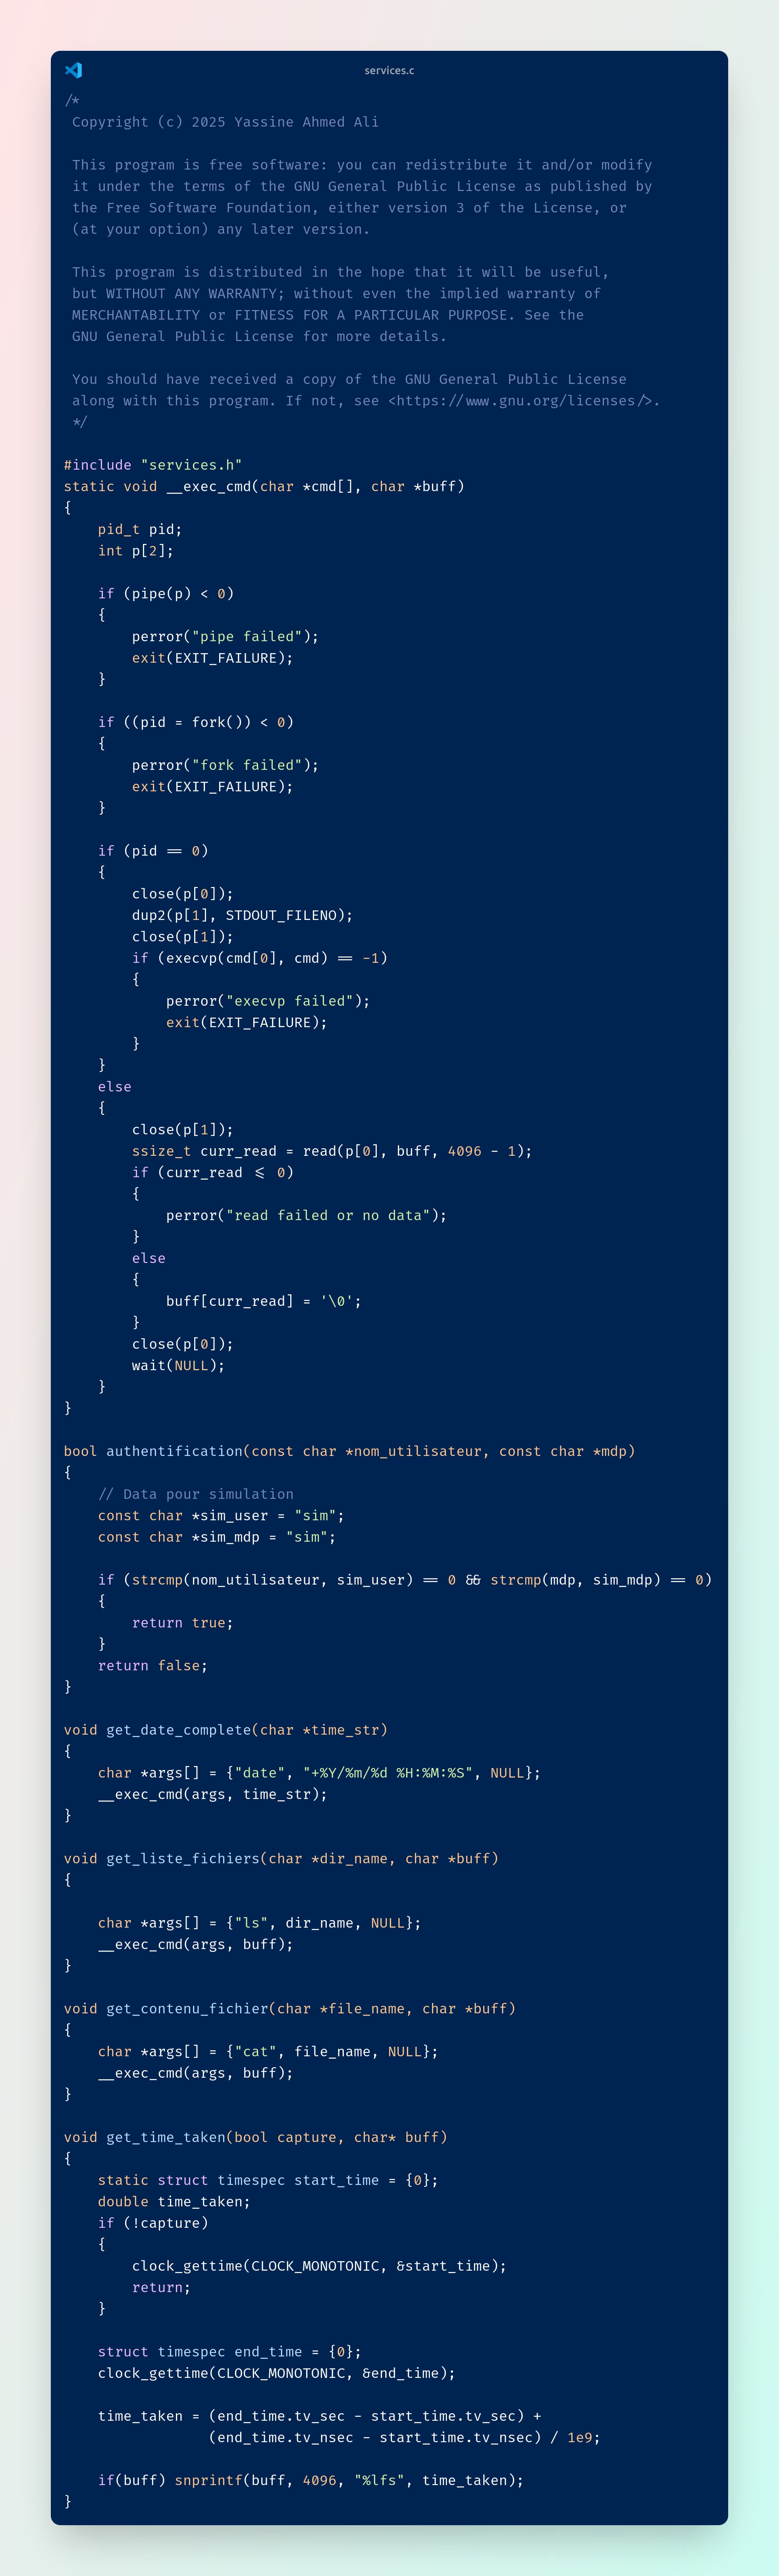 services.c
/*
 Copyright (c) 2025 Yassine Ahmed Ali

 This program is free software: you can redistribute it and/or modify
 it under the terms of the GNU General Public License as published by
 the Free Software Foundation, either version 3 of the License, or
 (at your option) any later version.

 This program is distributed in the hope that it will be useful,
 but WITHOUT ANY WARRANTY; without even the implied warranty of
 MERCHANTABILITY or FITNESS FOR A PARTICULAR PURPOSE. See the
 GNU General Public License for more details.

 You should have received a copy of the GNU General Public License
 along with this program. If not, see <https://www.gnu.org/licenses/>.
 */

#include "services.h"
static void __exec_cmd(char *cmd[], char *buff)
{
    pid_t pid;
    int p[2];

    if (pipe(p) < 0)
    {
        perror("pipe failed");
        exit(EXIT_FAILURE);
    }

    if ((pid = fork()) < 0)
    {
        perror("fork failed");
        exit(EXIT_FAILURE);
    }

    if (pid == 0)
    {
        close(p[0]);
        dup2(p[1], STDOUT_FILENO);
        close(p[1]);
        if (execvp(cmd[0], cmd) == -1)
        {
            perror("execvp failed");
            exit(EXIT_FAILURE);
        }
    }
    else
    {
        close(p[1]);
        ssize_t curr_read = read(p[0], buff, 4096 - 1);
        if (curr_read <= 0)
        {
            perror("read failed or no data");
        }
        else
        {
            buff[curr_read] = '\0';
        }
        close(p[0]);
        wait(NULL);
    }
}

bool authentification(const char *nom_utilisateur, const char *mdp)
{
    // Data pour simulation
    const char *sim_user = "sim";
    const char *sim_mdp = "sim";

    if (strcmp(nom_utilisateur, sim_user) == 0 && strcmp(mdp, sim_mdp) == 0)
    {
        return true;
    }
    return false;
}

void get_date_complete(char *time_str)
{
    char *args[] = {"date", "+%Y/%m/%d %H:%M:%S", NULL};
    __exec_cmd(args, time_str);
}

void get_liste_fichiers(char *dir_name, char *buff)
{

    char *args[] = {"ls", dir_name, NULL};
    __exec_cmd(args, buff);
}

void get_contenu_fichier(char *file_name, char *buff)
{
    char *args[] = {"cat", file_name, NULL};
    __exec_cmd(args, buff);
}

void get_time_taken(bool capture, char* buff)
{
    static struct timespec start_time = {0};
    double time_taken;
    if (!capture)
    {
        clock_gettime(CLOCK_MONOTONIC, &start_time);
        return;
    }

    struct timespec end_time = {0};
    clock_gettime(CLOCK_MONOTONIC, &end_time);

    time_taken = (end_time.tv_sec - start_time.tv_sec) +
                 (end_time.tv_nsec - start_time.tv_nsec) / 1e9;

    if(buff) snprintf(buff, 4096, "%lfs", time_taken);
}